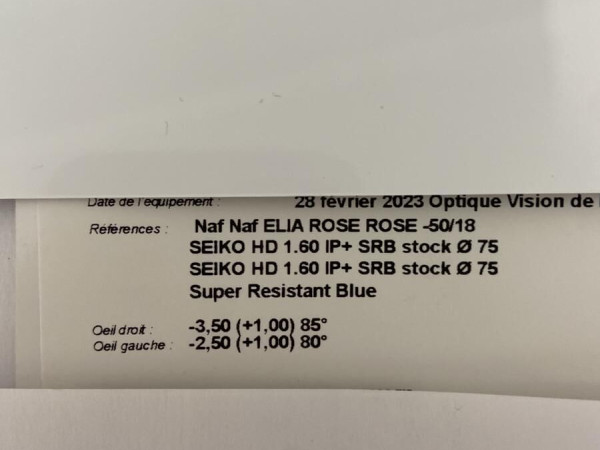 Date de l'équipement : 28 février 2023 Optique Vision de
Références : Naf Naf ELIA ROSE ROSE -50/18
SEIKO HD 1.60 IP+ SRB stock Ø 75
SEIKO HD 1.60 IP+ SRB stock Ø 75
Super Resistant Blue
Oeil droit : -3,50 (+1,00) 85°
Oeil gauche : -2,50 (+1,00) 80°